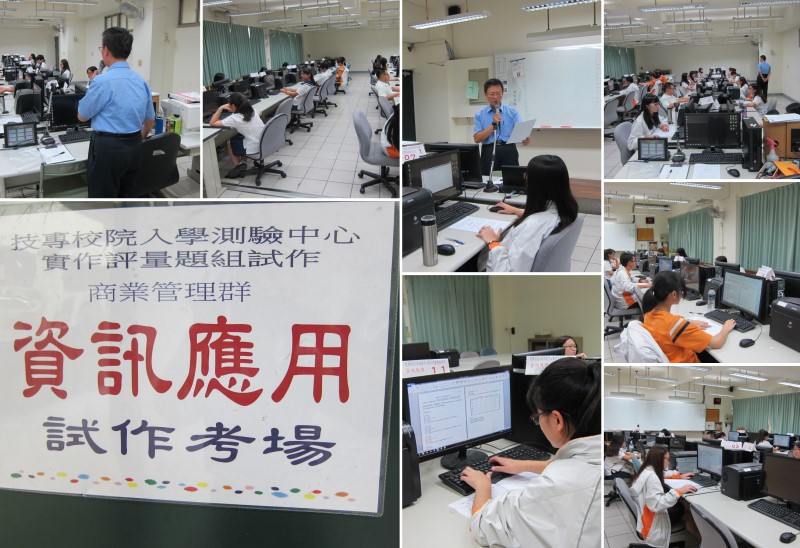 技專校院入學測驗中心
實作評量題組試作
商業管理群
資訊應用
試作考場
11